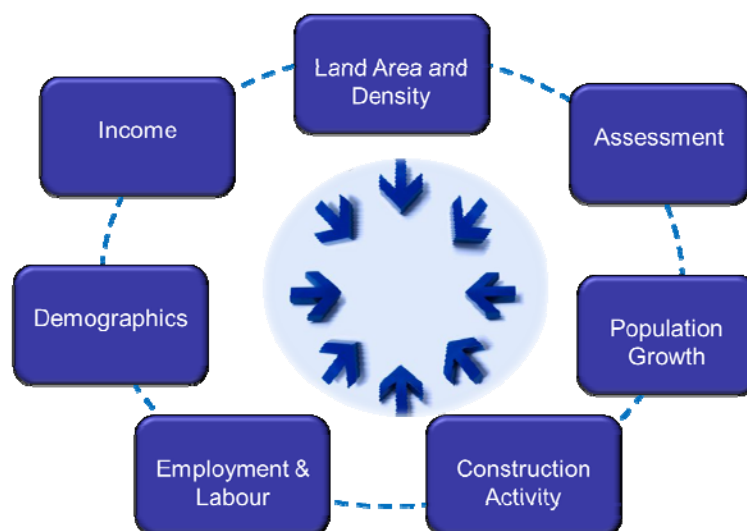 Land Area and
Density
Assessment
Population
Growth
Construction
Activity
Employment &
Labour
Demographics
Income